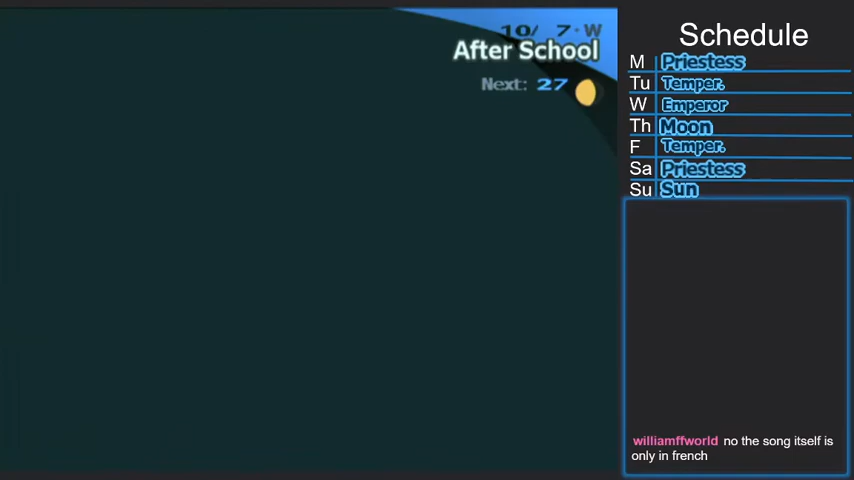 10/ 7·W
After School
Next: 27
Schedule
M Priestess
Tu Temper.
W Emperor
Th Moon
F Temper.
Sa Priestess
Su Sun
williamffworld no the song itself is
only in french